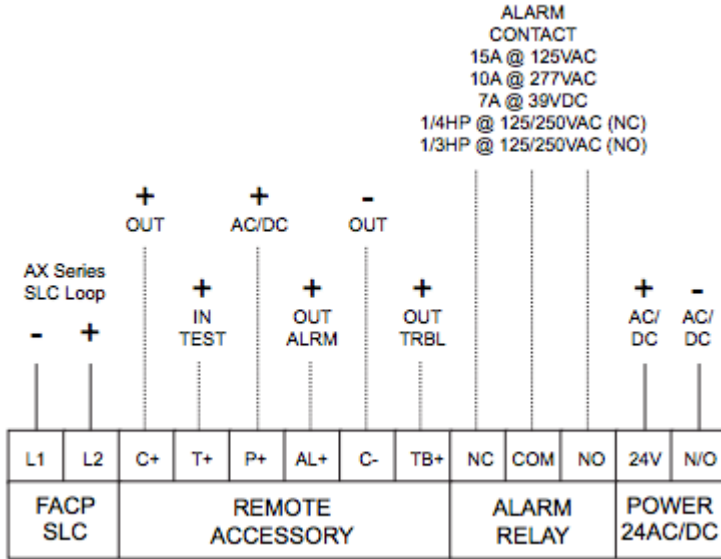 ALARM
CONTACT
15A @ 125VAC
10A @ 277VAC
7A @ 39VDC
1/4HP @ 125/250VAC (NC)
1/3HP @ 125/250VAC (NO)
+ + -
OUT AC/DC OUT
AX Series
SLC Loop
- +
+ + +
IN OUT OUT
TEST ALRM TRBL
+ -
AC/ AC/
DC DC
L1 L2 C+ T+ P+ AL+ C- TB+ NC COM NO 24V N/O
FACP REMOTE ALARM POWER
SLC ACCESSORY RELAY 24AC/DC